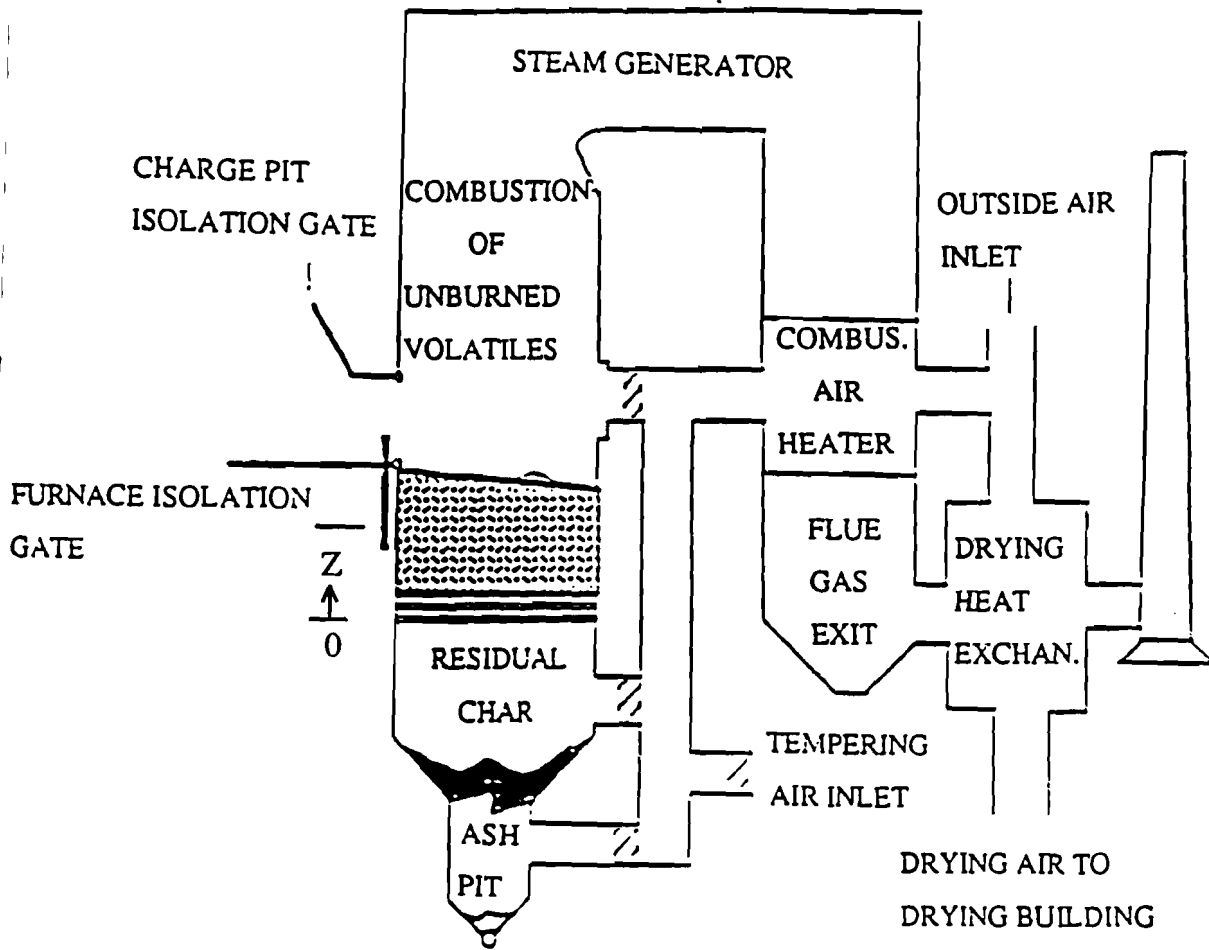 STEAM GENERATOR
CHARGE PIT
ISOLATION GATE
COMBUSTION
OF
UNBURNED
VOLATILES
OUTSIDE AIR
INLET
COMBUS.
AIR
HEATER
FURNACE ISOLATION
GATE
Z
0
FLUE
GAS
EXIT
DRYING
HEAT
EXCHAN.
RESIDUAL
CHAR
TEMPERING
AIR INLET
ASH
PIT
DRYING AIR TO
DRYING BUILDING